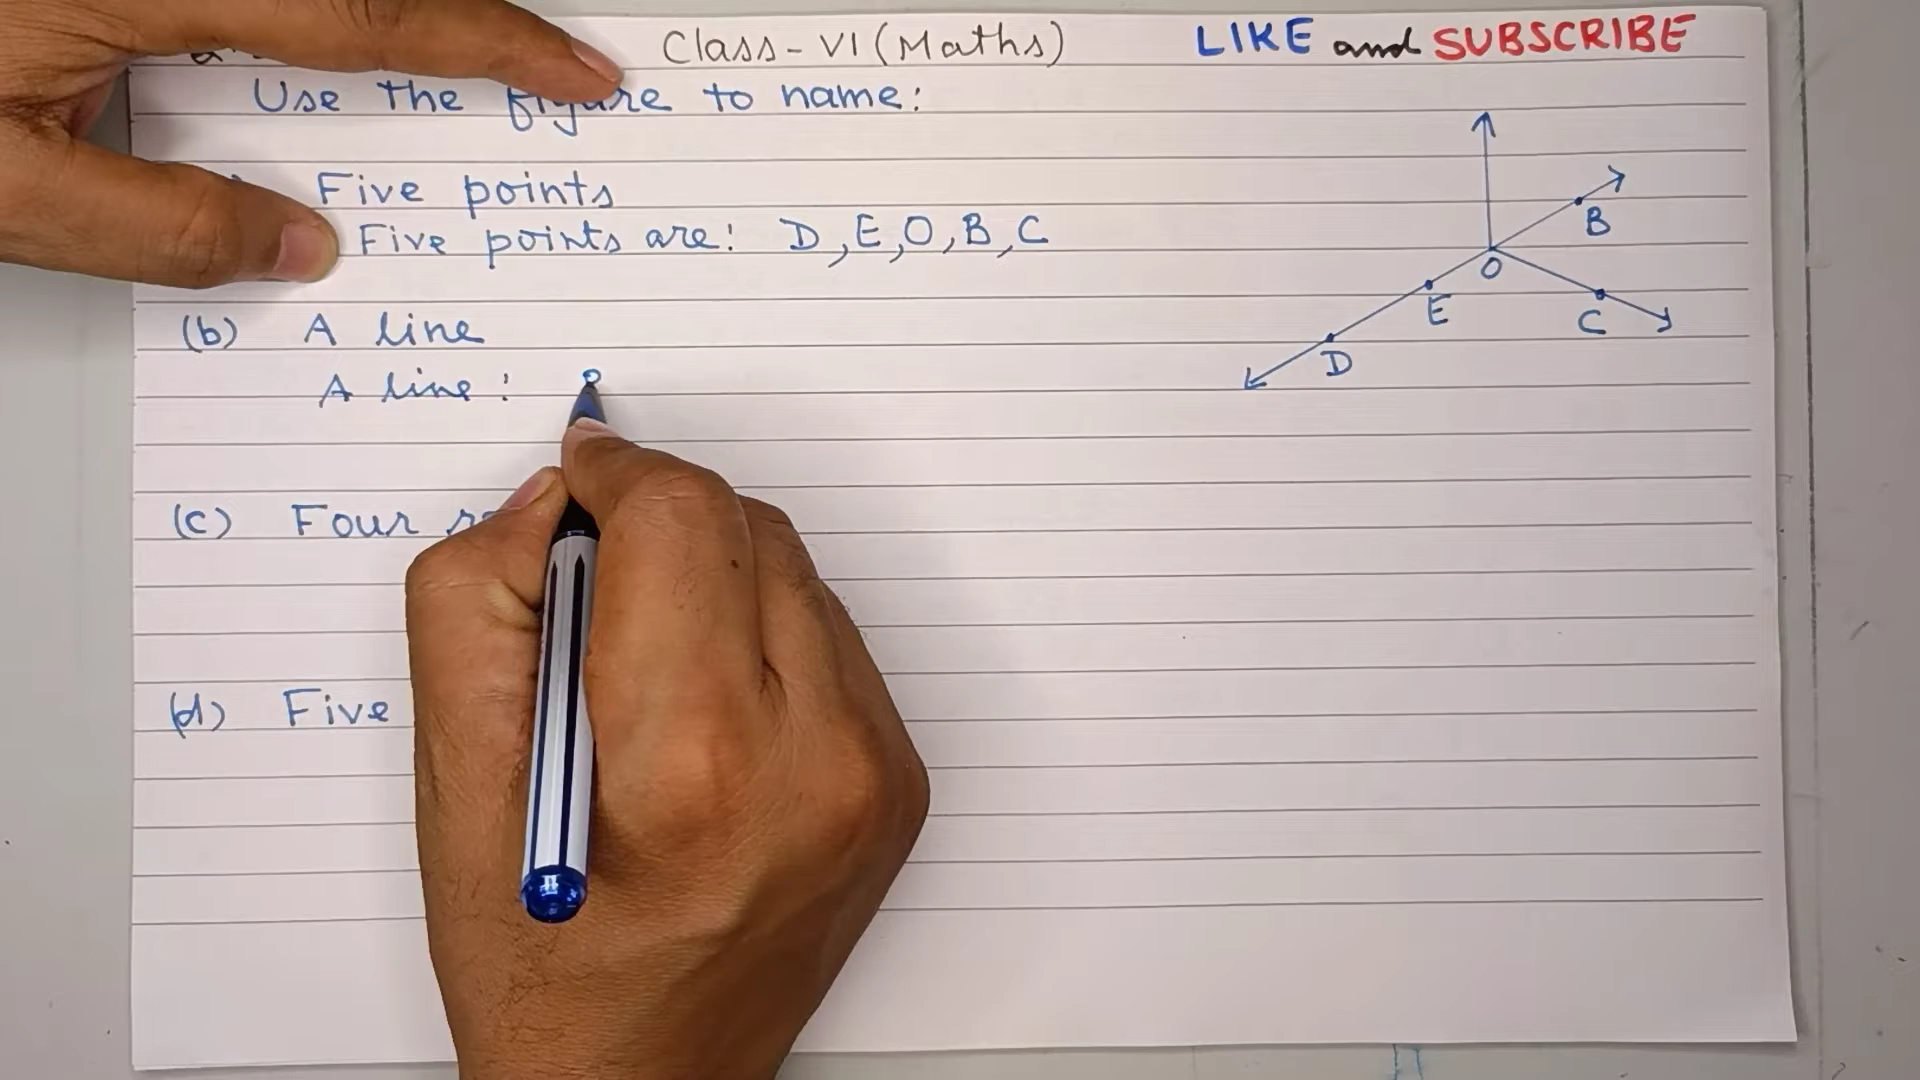 Class-VI (Maths) LIKE and SUBSCRIBE
Use the figure to name:
Five points
Five points are: D, E, O, B, C
(b) A line
A line:
(c) Four
(d) Five
B
O
E
C
D